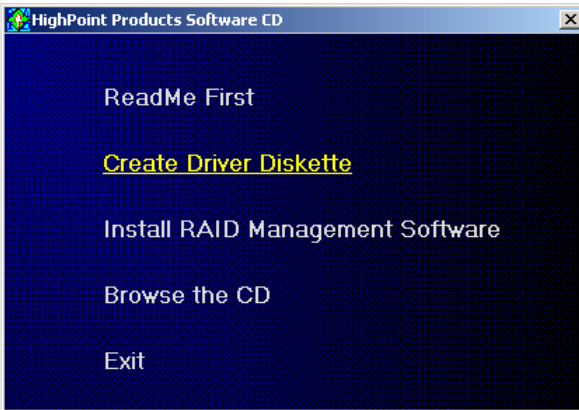 HighPoint Products Software CD
ReadMe First
Create Driver Diskette
Install RAID Management Software
Browse the CD
Exit